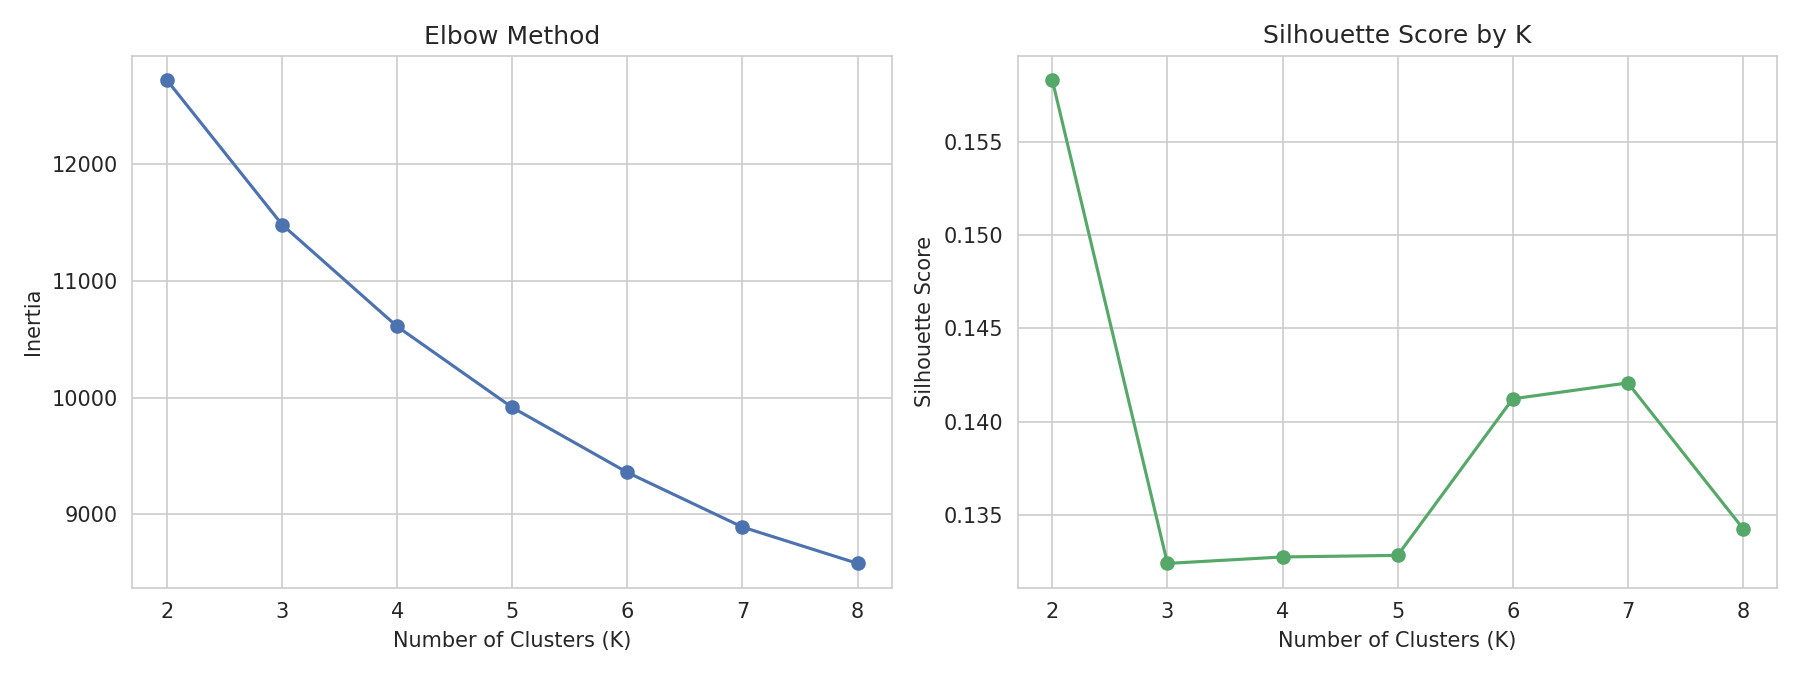 Elbow Method
12000
11000
10000
9000
Inertia
2 3 4 5 6 7 8
Number of Clusters (K)
Silhouette Score by K
0.155
0.150
0.145
0.140
0.135
Silhouette Score
2 3 4 5 6 7 8
Number of Clusters (K)